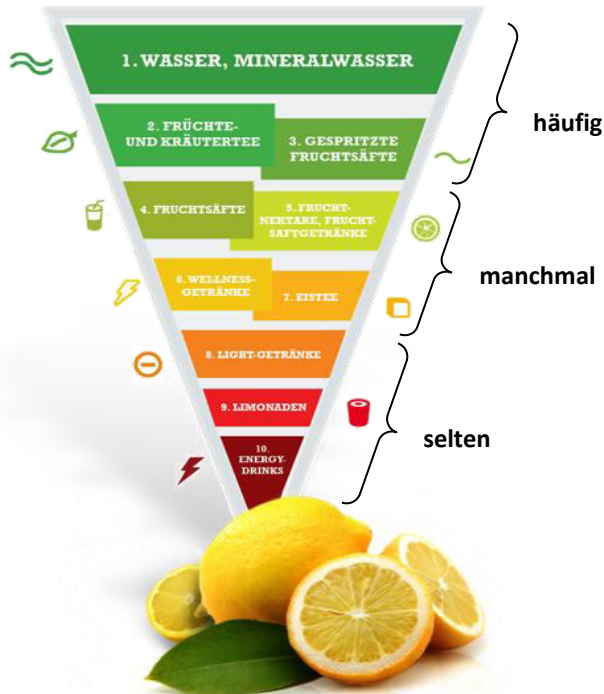 1. WASSER, MINERALWASSER
häufig
2. FRÜCHTE-
UND KRÄUTERTEE
3. GESPRITZTE
FRUCHTSÄFTE
4. FRUCHTSÄFTE
5. FRUCHT-
NEKTARE, FRUCHT-
SAFTGETRÄNKE
manchmal
6. WELLNESS-
GETRÄNKE
7. EISTEE
8. LIGHT-GETRÄNKE
9. LIMONADEN
selten
10.
ENERGY-
DRINKS